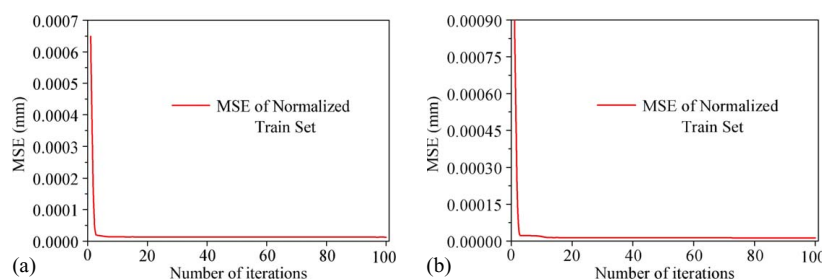 0.0007
0.0006
0.0005
0.0004
0.0003
0.0002
0.0001
0.0000
MSE (mm)
MSE of Normalized
Train Set
0 20 40 60 80 100
Number of iterations
(a)
0.00090
0.00075
0.00060
0.00045
0.00030
0.00015
0.00000
MSE (mm)
MSE of Normalized
Train Set
0 20 40 60 80 100
Number of iterations
(b)